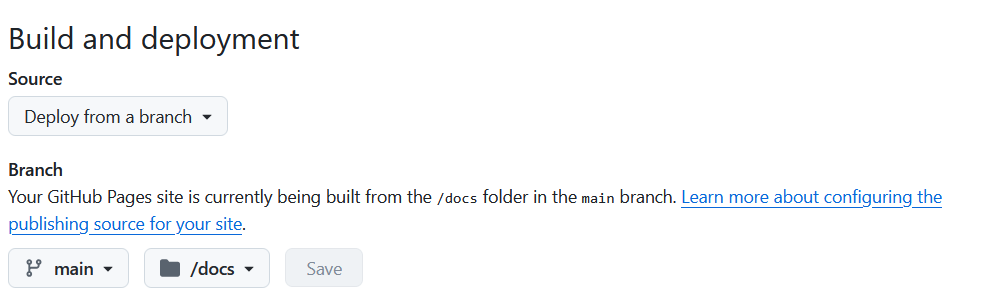 Build and deployment
Source
Deploy from a branch
Branch
Your GitHub Pages site is currently being built from the /docs folder in the main branch. Learn more about configuring the
publishing source for your site.
main /docs Save